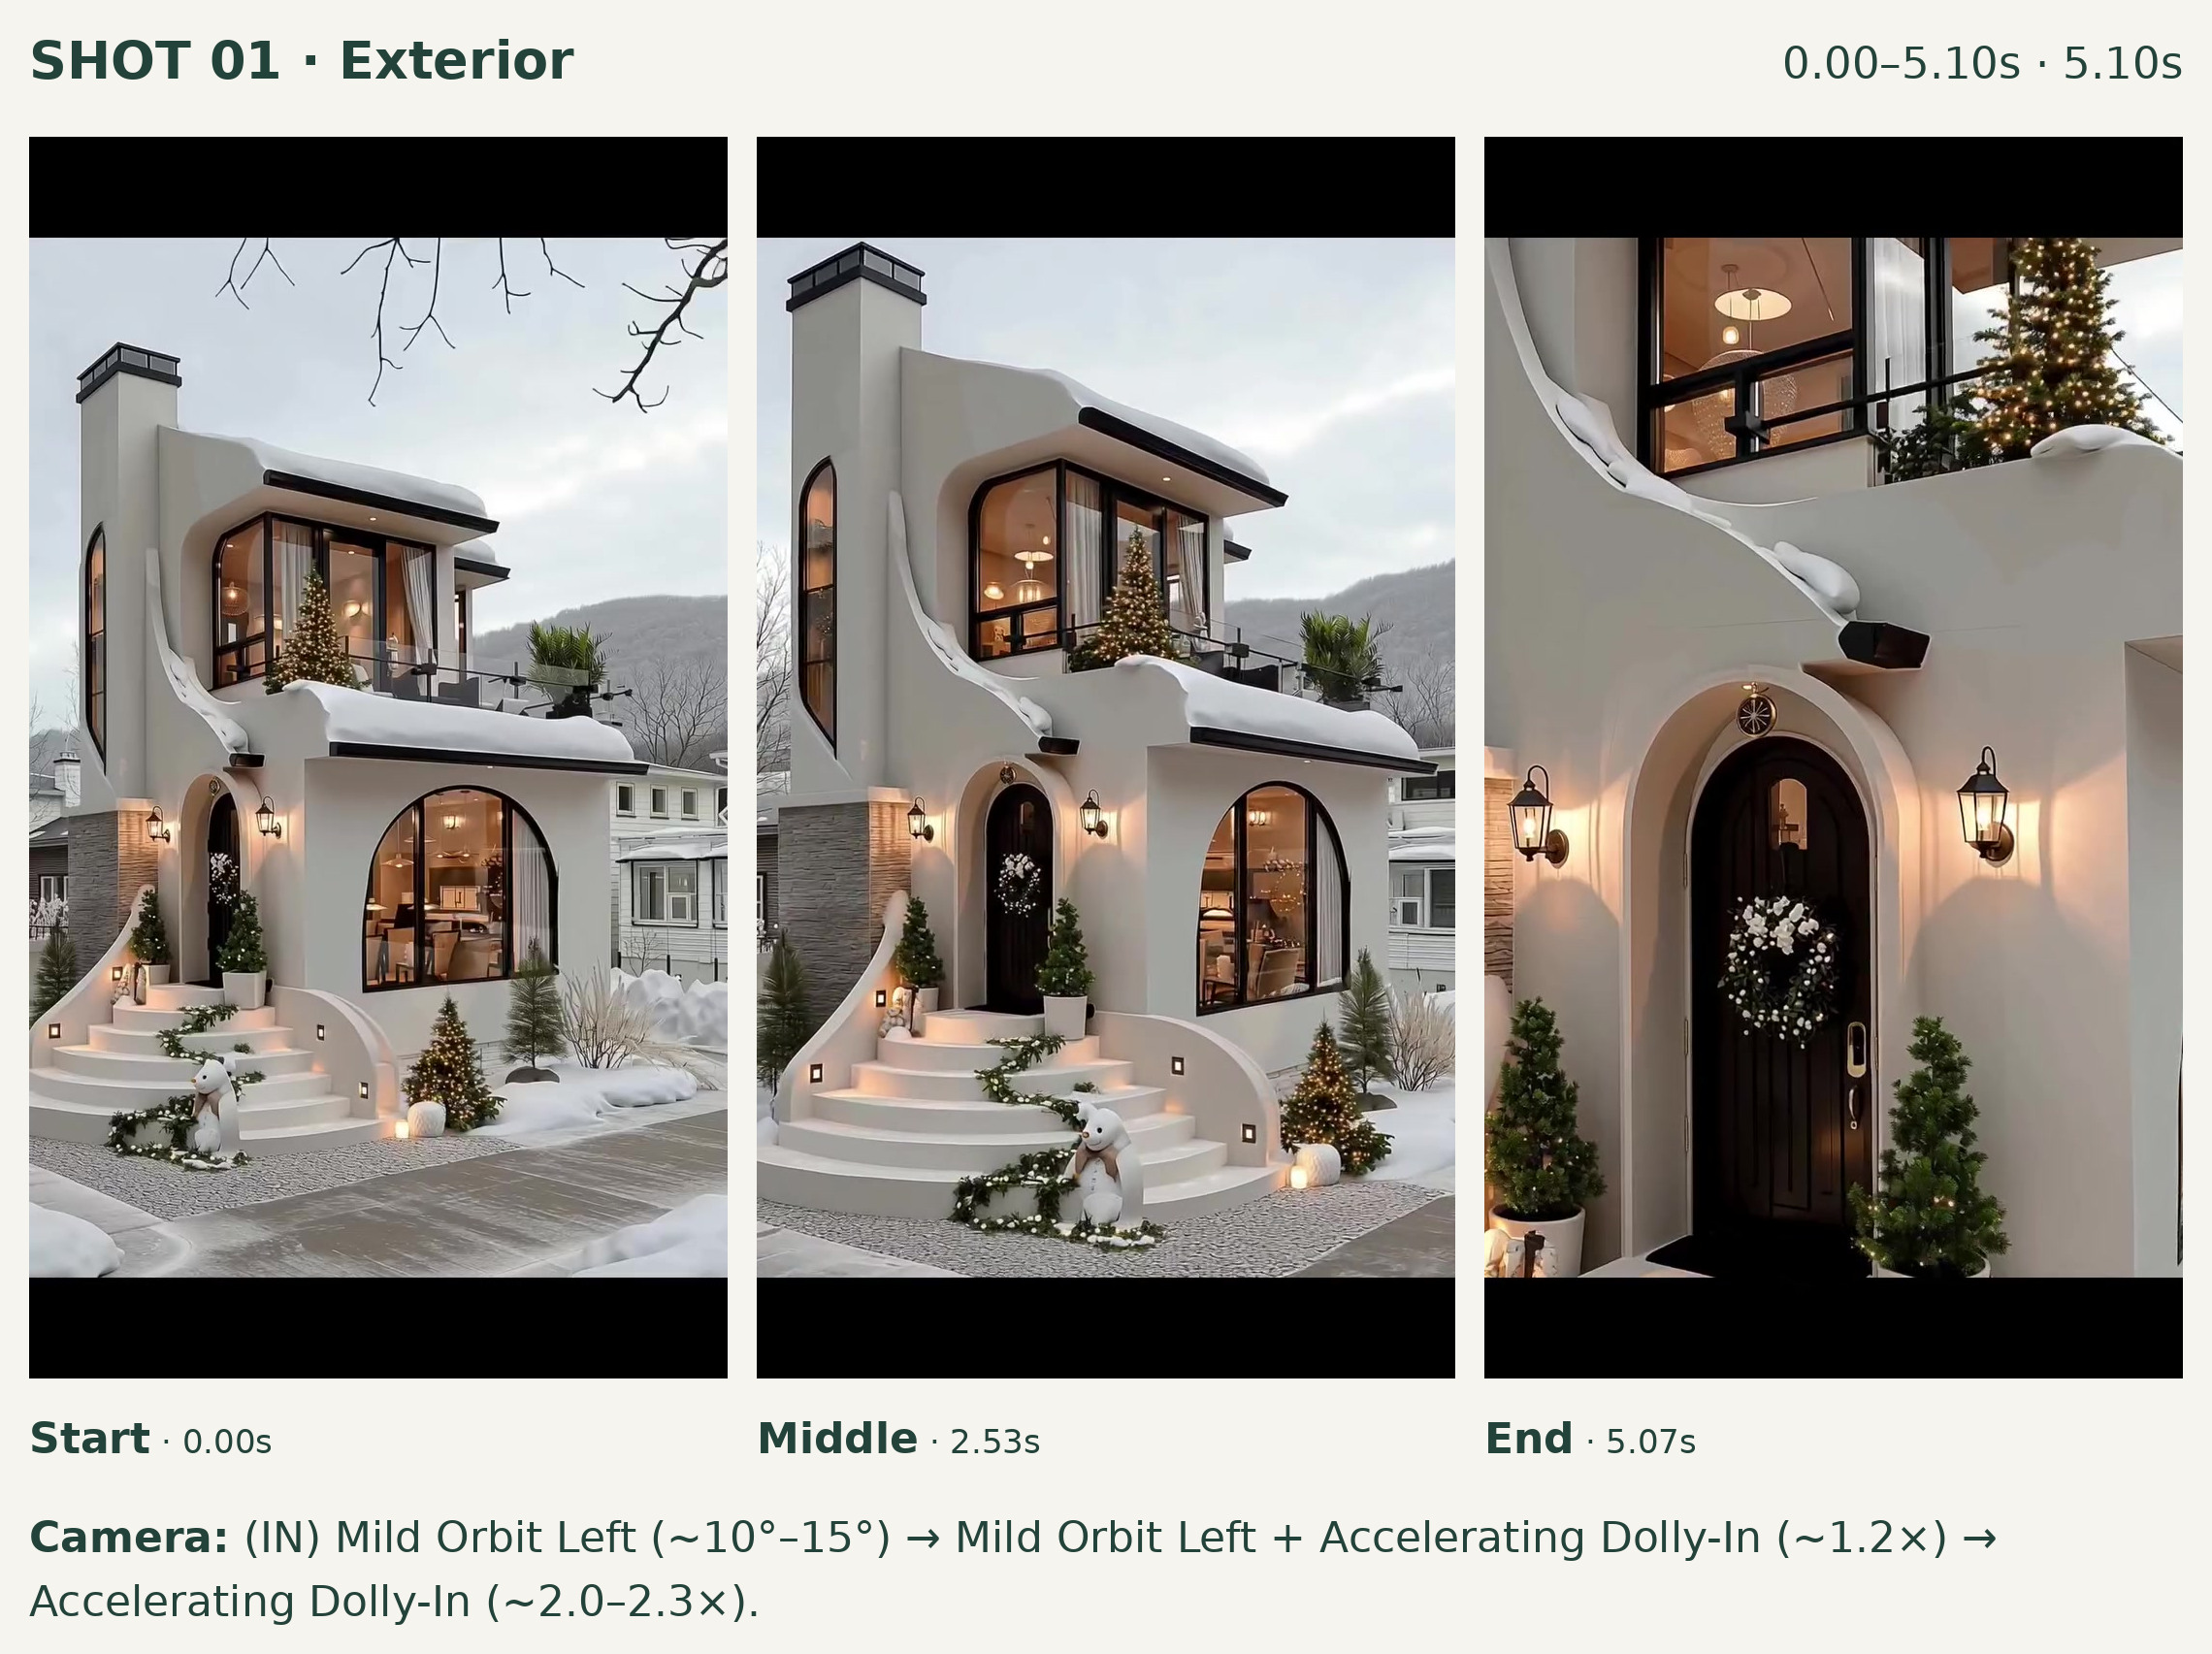 SHOT 01 · Exterior
0.00–5.10s · 5.10s
Start · 0.00s
Middle · 2.53s
End · 5.07s
Camera: (IN) Mild Orbit Left (~10°–15°) → Mild Orbit Left + Accelerating Dolly-In (~1.2×) →
Accelerating Dolly-In (~2.0–2.3×).